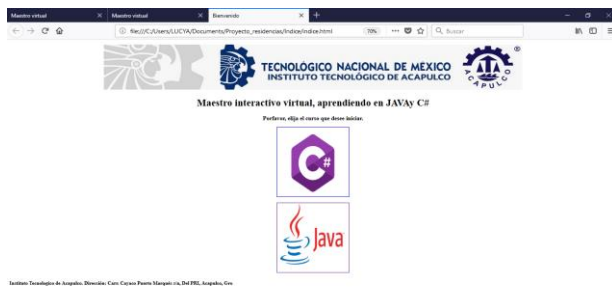 Maestro virtual
Maestro virtual
Bienvenido
file:///C:/Users/LUCYA/Documents/Proyecto_residencias/Indice/indice.html
70%
Buscar
TECNOLÓGICO NACIONAL DE MÉXICO
INSTITUTO TECNOLÓGICO DE ACAPULCO
ACAPULCO
®
Maestro interactivo virtual, aprendiendo en JAVAy C#
Porfavor, elija el curso que desee iniciar.
C#
Java
Instituto Tecnologico de Acapulco. Dirección: Carr. Cayaco Puerto Marqués s/n, Del PRI, Acapulco, Gro